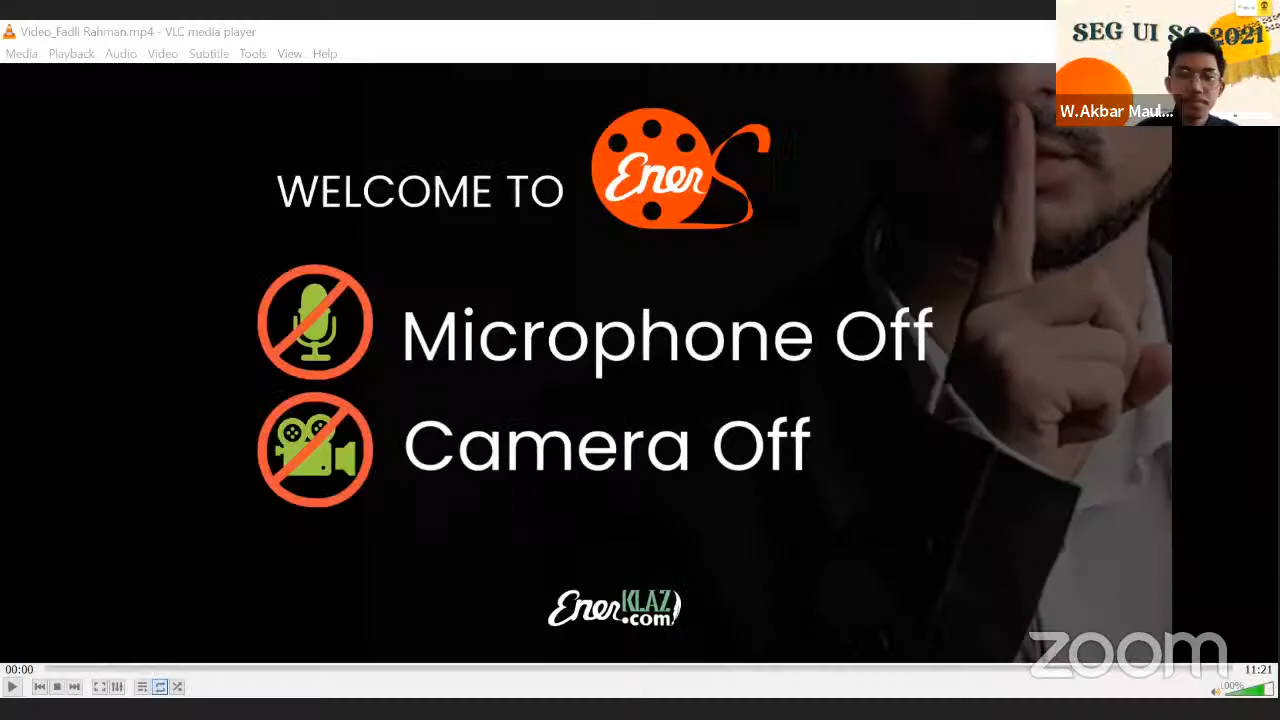 Video_Fadli Rahman.mp4 - VLC media player
Media Playback Audio Video Subtitle Tools View Help
SEG UI SC 2021
W.Akbar Maul...
WELCOME TO
Ener
Microphone Off
Camera Off
EnerKLAZ
.com
zoom
00:00
11:21
100%